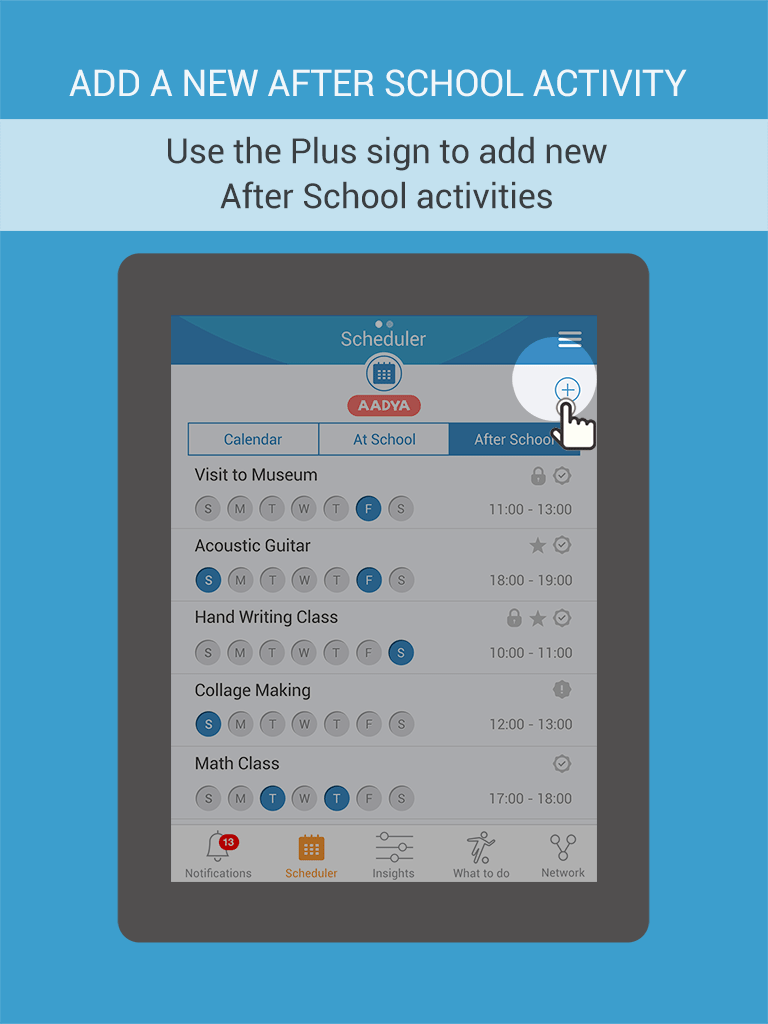 ADD A NEW AFTER SCHOOL ACTIVITY
Use the Plus sign to add new
After School activities
Scheduler
AADYA
Calendar At School After School
Visit to Museum
S M T W T F S 11:00 - 13:00
Acoustic Guitar
S M T W T F S 18:00 - 19:00
Hand Writing Class
S M T W T F S 10:00 - 11:00
Collage Making
S M T W T F S 12:00 - 13:00
Math Class
S M T W T F S 17:00 - 18:00
13
Notifications Scheduler Insights What to do Network